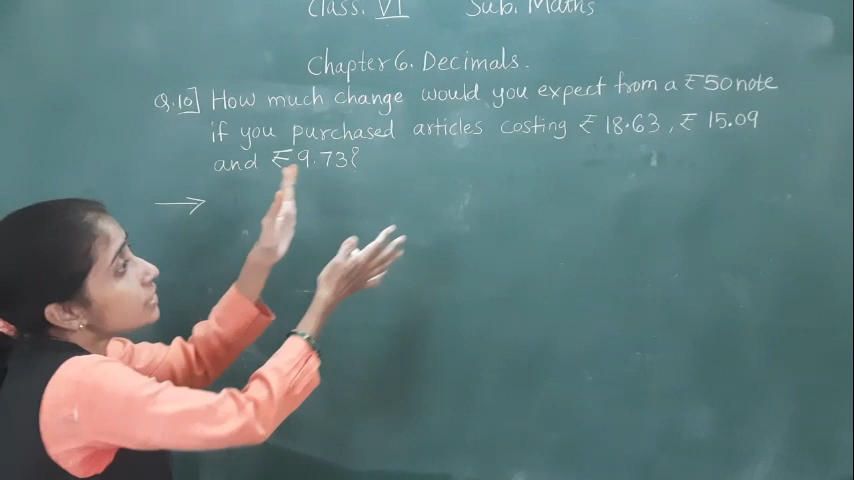 Class. VI Sub. Maths
Chapter 6. Decimals.
Q.10] How much change would you expect from a ₹50 note
if you purchased articles costing ₹ 18.63, ₹ 15.09
and ₹9.73?